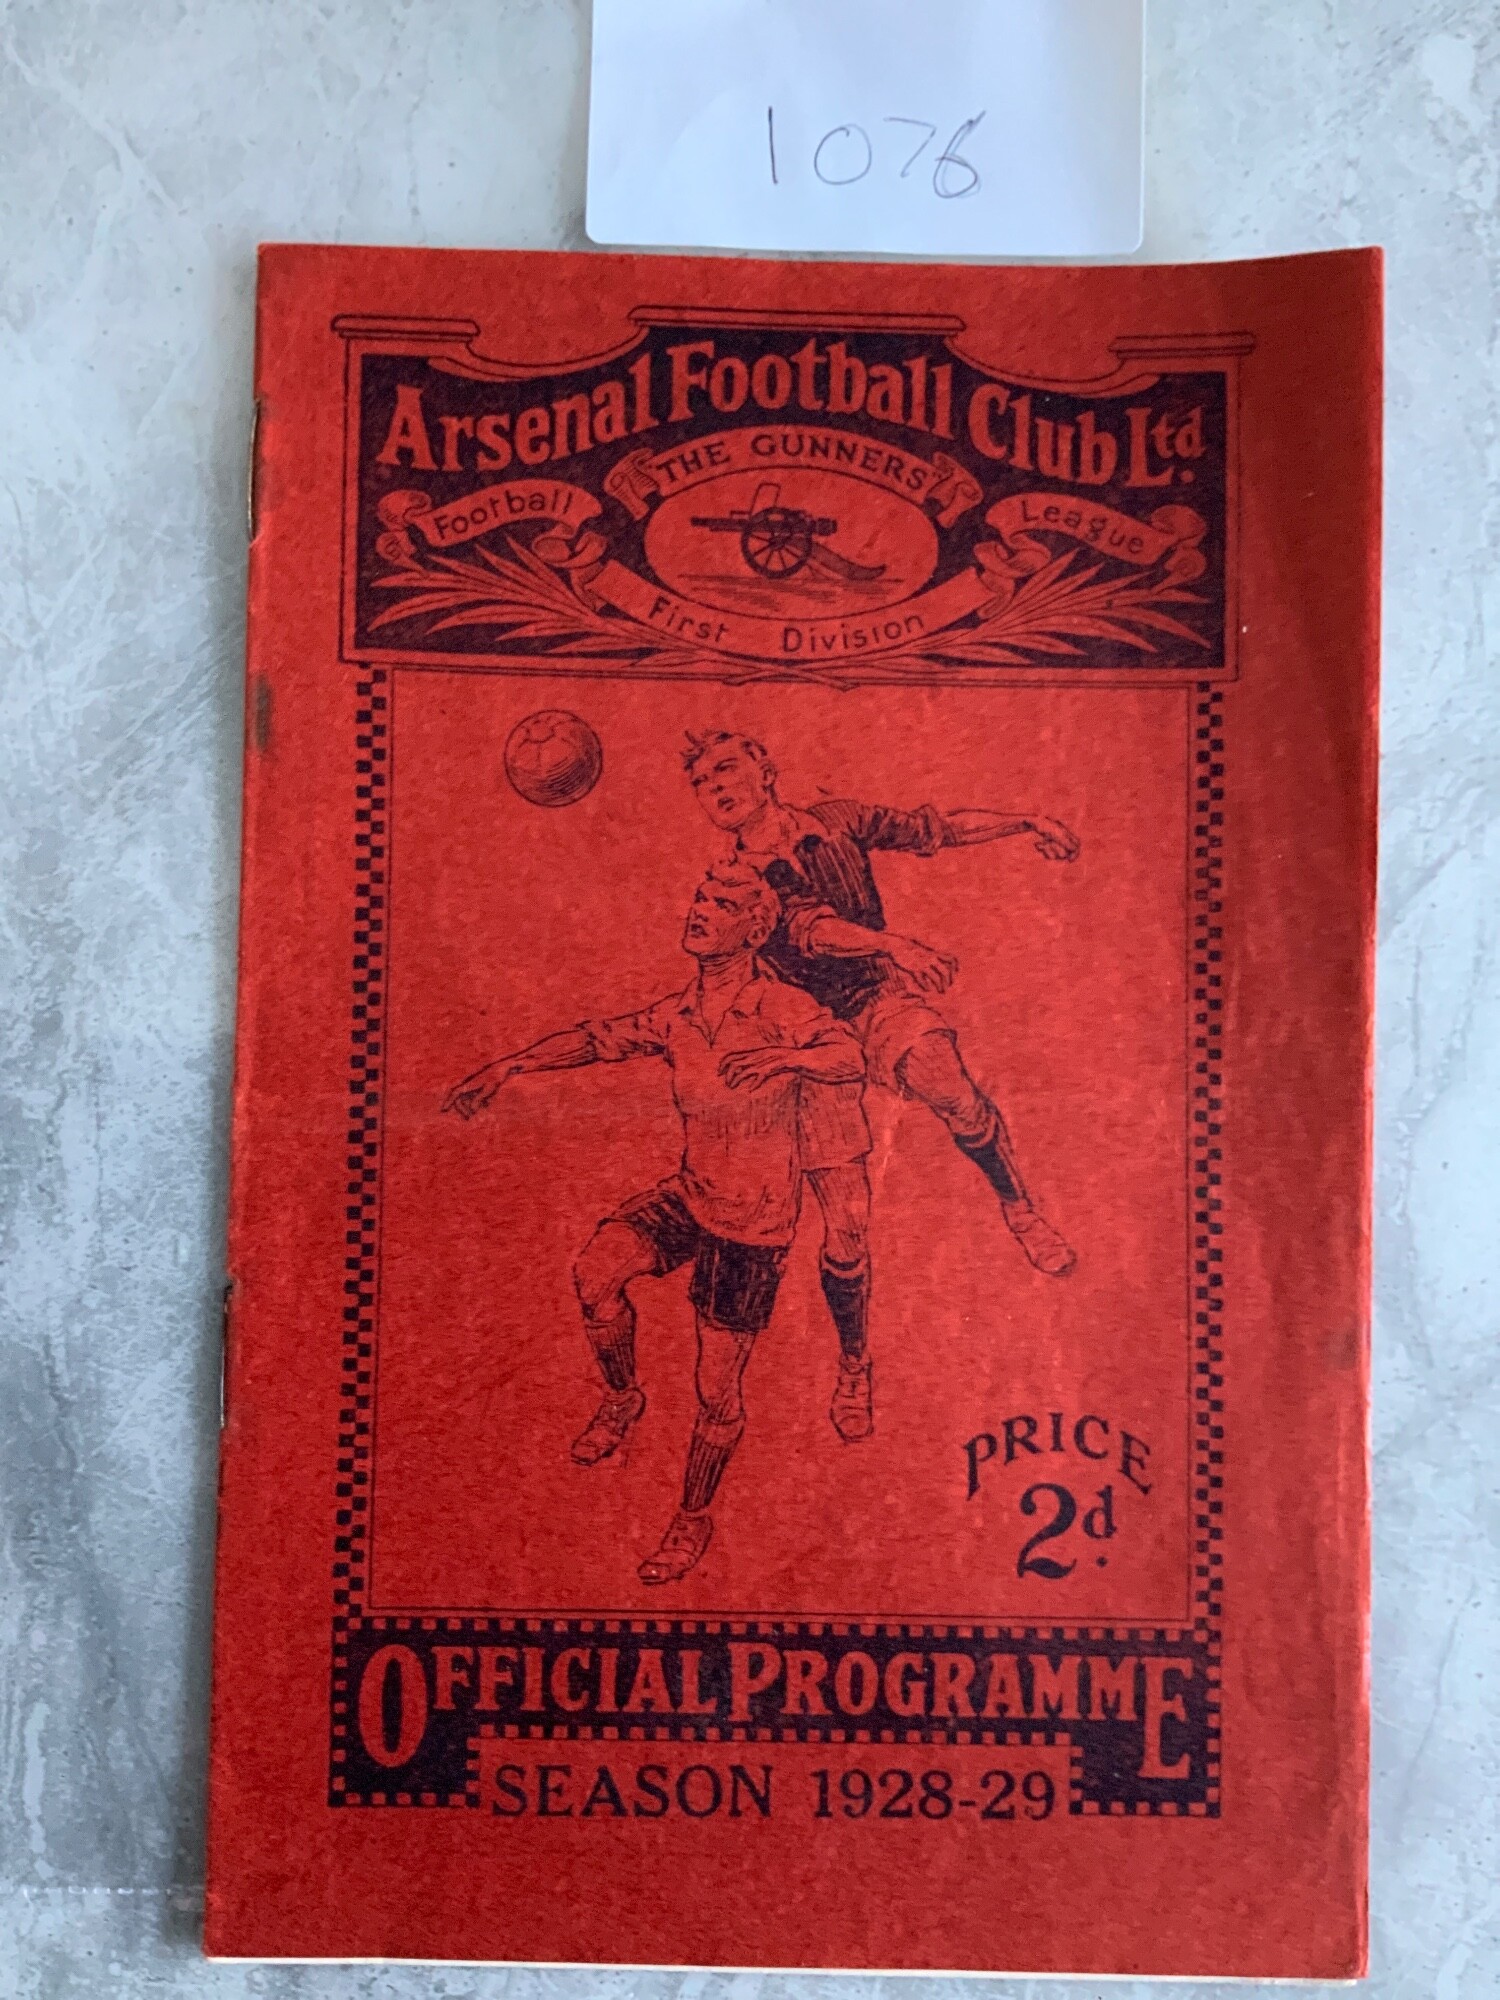 1076
Arsenal Football Club Ltd.
THE GUNNERS
Football League
First Division
PRICE
2d.
OFFICIAL PROGRAMME
SEASON 1928-29